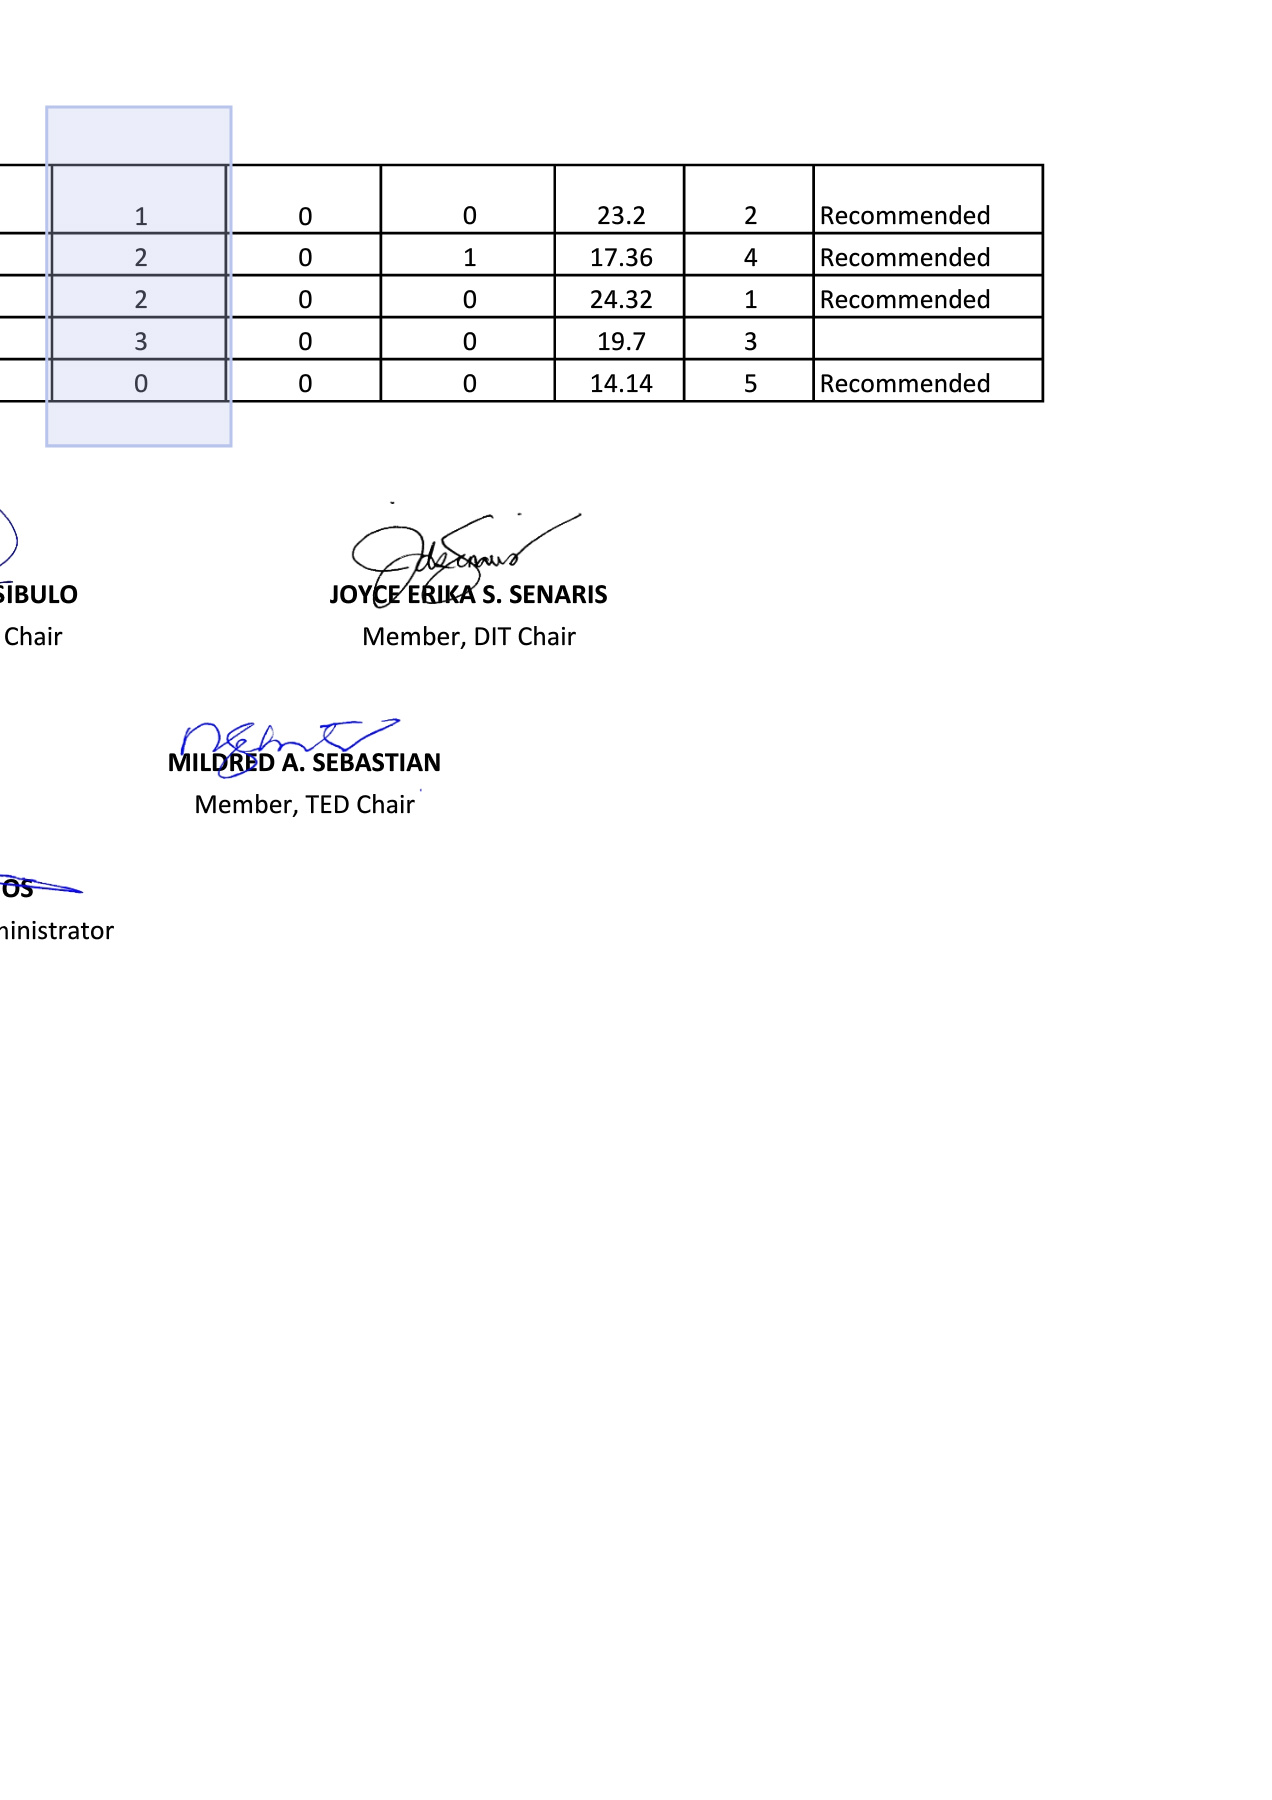 1 0 0 23.2 2 Recommended
2 0 1 17.36 4 Recommended
2 0 0 24.32 1 Recommended
3 0 0 19.7 3
0 0 0 14.14 5 Recommended
SIBULO JOYCE ERIKA S. SENARIS
Chair Member, DIT Chair
MILDRED A. SEBASTIAN
Member, TED Chair
OS
ministrator